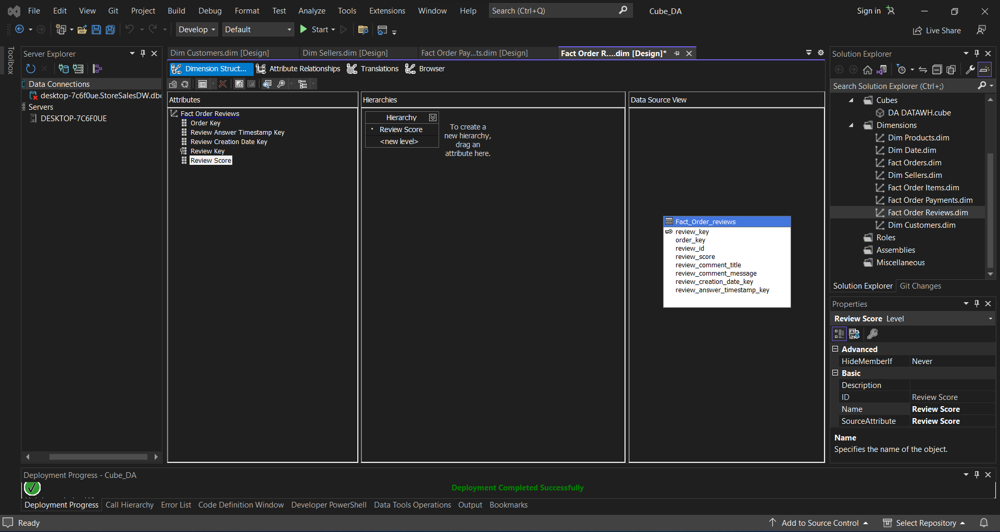 File Edit View Git Project Build Debug Format Test Analyze Tools Extensions Window Help Search (Ctrl+Q) Cube_DA Sign in
Develop Default Start Live Share
Toolbox
Server Explorer
Data Connections
desktop-7c6f0ue.StoreSalesDW.dbo
Servers
DESKTOP-7C6F0UE
Dim Customers.dim [Design] Dim Sellers.dim [Design] Fact Order Pay...ts.dim [Design] Fact Order R....dim [Design]*
Dimension Struct... Attribute Relationships Translations Browser
Attributes
Fact Order Reviews
Order Key
Review Answer Timestamp Key
Review Creation Date Key
Review Key
Review Score
Hierarchies
Hierarchy
Review Score
<new level>
To create a
new hierarchy,
drag an
attribute here.
Data Source View
Fact_Order_reviews
review_key
order_key
review_id
review_score
review_comment_title
review_comment_message
review_creation_date_key
review_answer_timestamp_key
Solution Explorer
Search Solution Explorer (Ctrl+;)
Cubes
DA DATAWH.cube
Dimensions
Dim Products.dim
Dim Date.dim
Fact Orders.dim
Dim Sellers.dim
Fact Order Items.dim
Fact Order Payments.dim
Fact Order Reviews.dim
Dim Customers.dim
Roles
Assemblies
Miscellaneous
Solution Explorer Git Changes
Properties
Review Score Level
Advanced
HideMemberIf Never
Basic
Description
ID Review Score
Name Review Score
SourceAttribute Review Score
Name
Specifies the name of the object.
Deployment Progress - Cube_DA
Deployment Completed Successfully
Deployment Progress Call Hierarchy Error List Code Definition Window Developer PowerShell Data Tools Operations Output Bookmarks
Ready Add to Source Control Select Repository